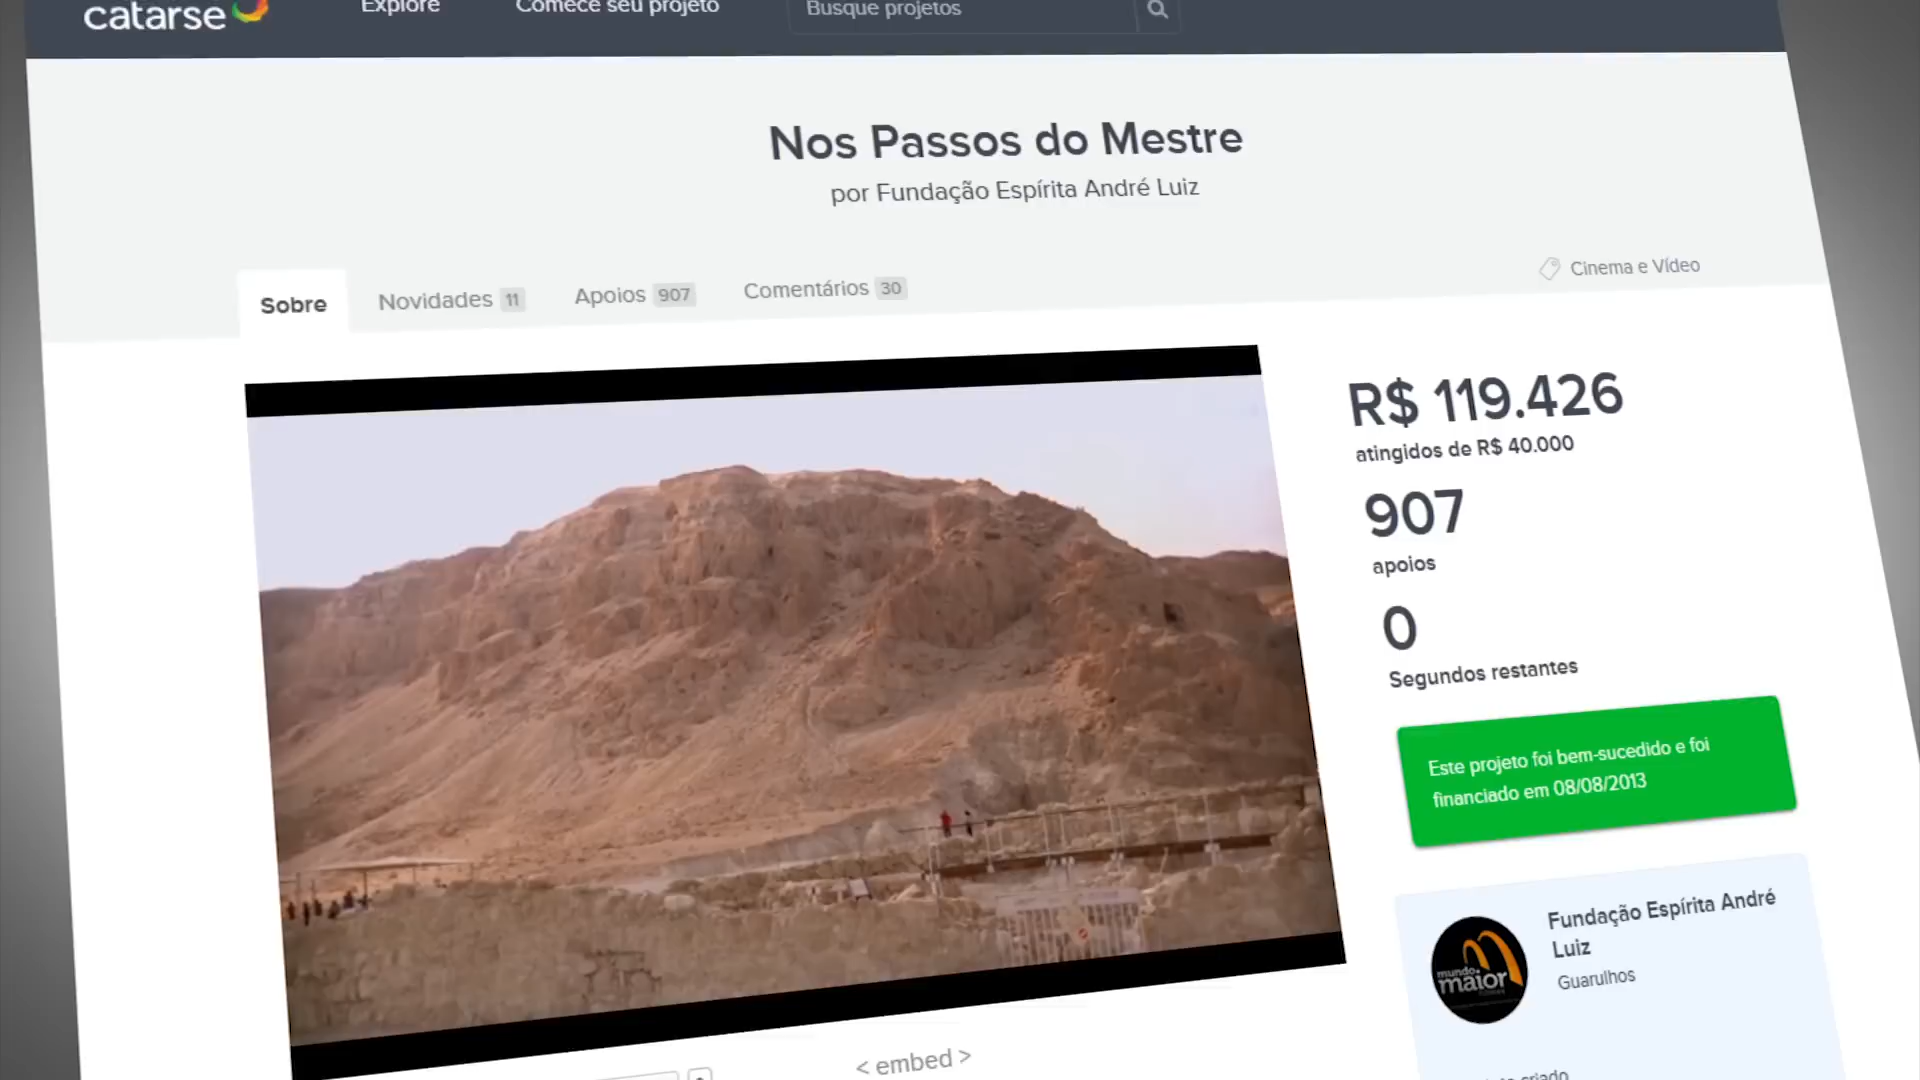 catarse
Explore
Comece seu projeto
Busque projetos
Nos Passos do Mestre
por Fundação Espírita André Luiz
Sobre
Novidades 11
Apoios 907
Comentários 30
Cinema e Vídeo
R$ 119.426
atingidos de R$ 40.000
907
apoios
0
Segundos restantes
Este projeto foi bem-sucedido e foi
financiado em 08/08/2013
Fundação Espírita André
Luiz
Guarulhos
mundo
maior
< embed >
criado